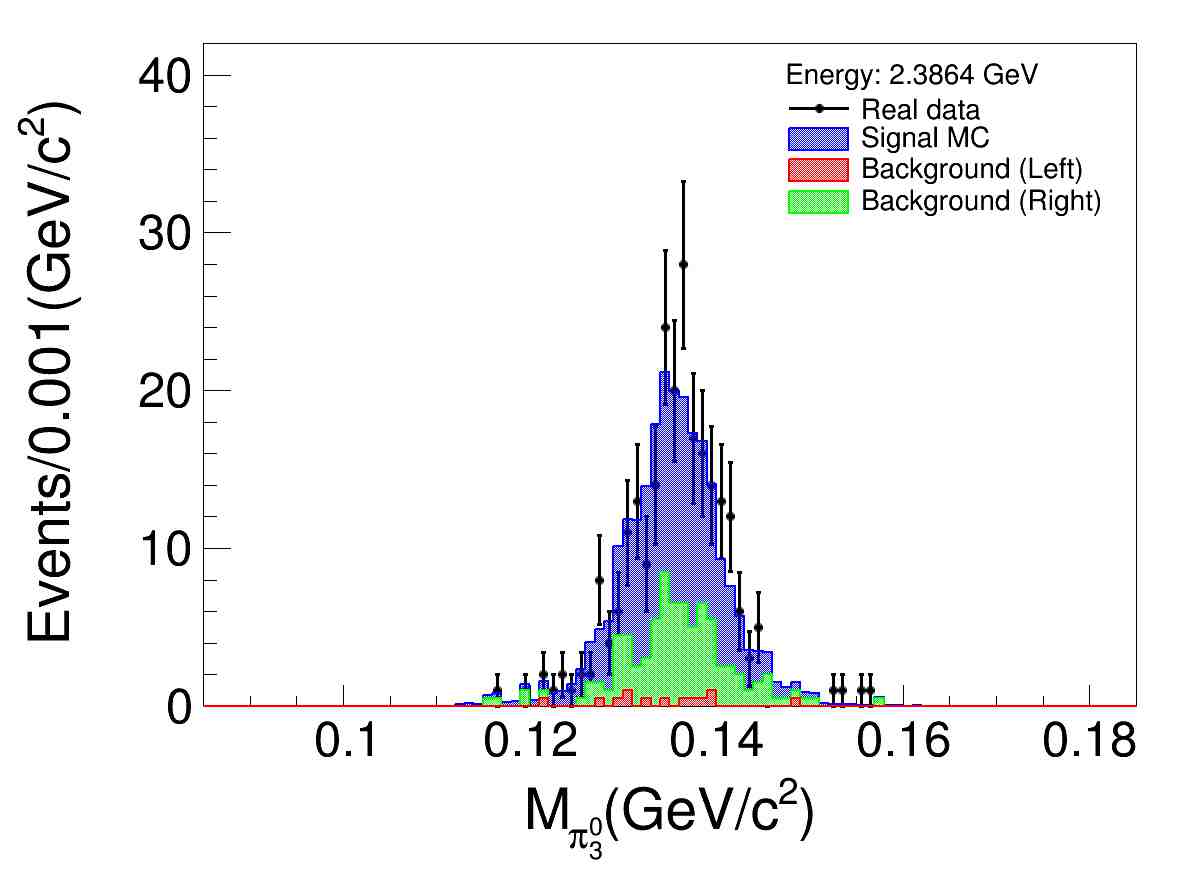 Energy: 2.3864 GeV
Real data
Signal MC
Background (Left)
Background (Right)
Events/0.001(GeV/c²)
40
30
20
10
0
0.1 0.12 0.14 0.16 0.18
M_π⁰₃(GeV/c²)